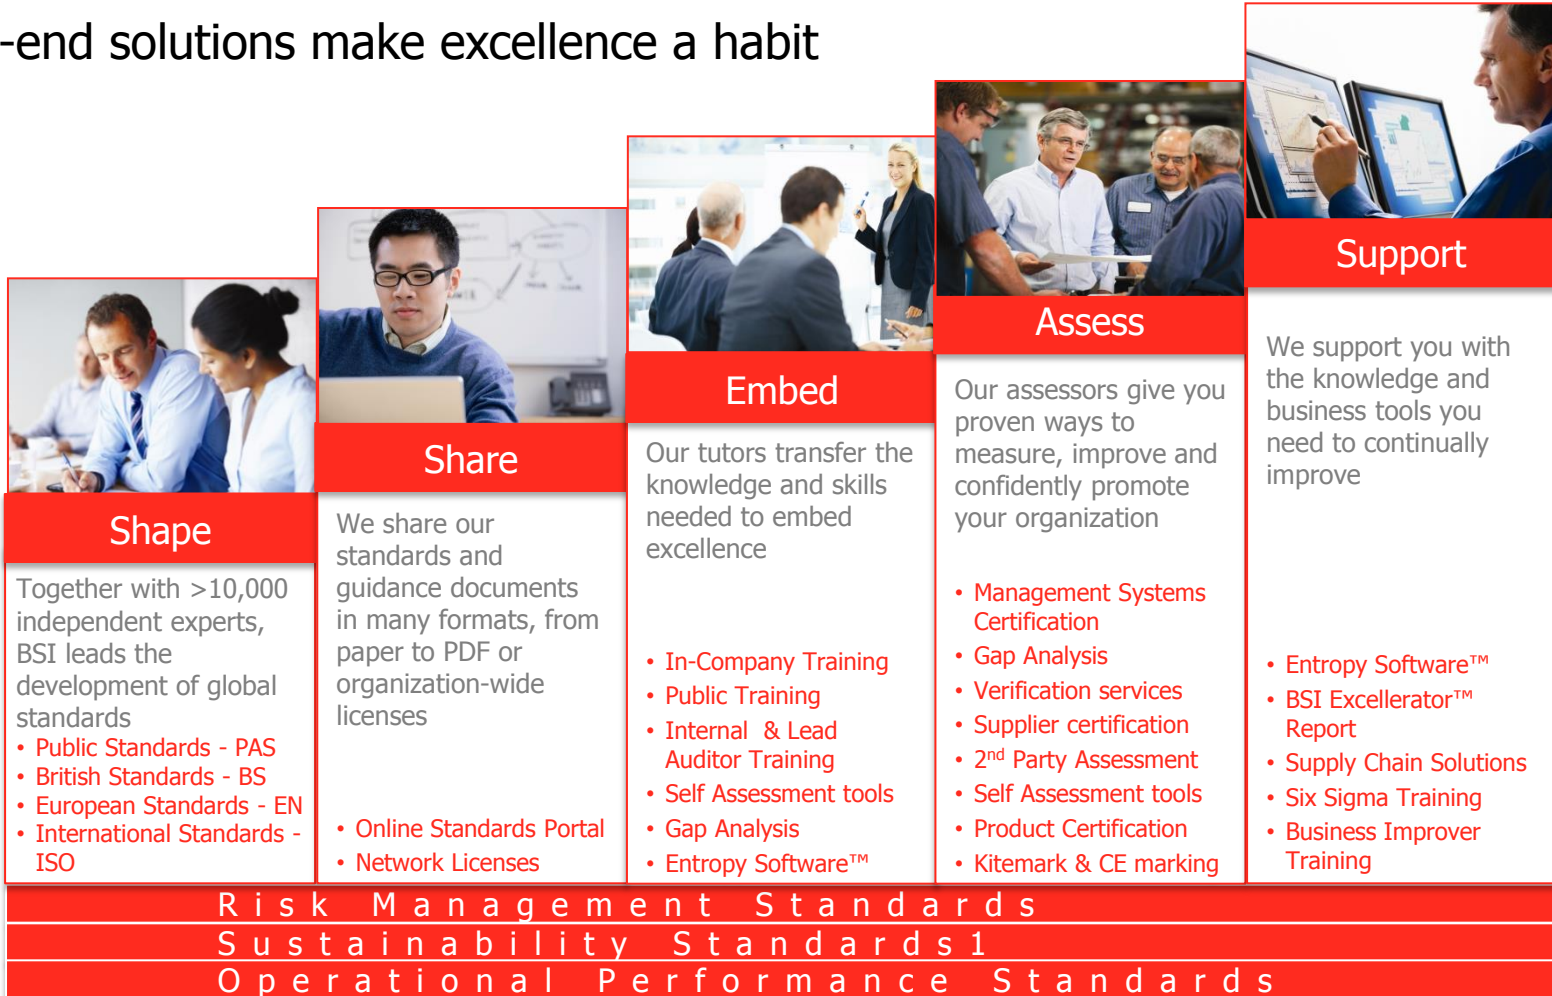 -end solutions make excellence a habit
Shape
Together with >10,000
independent experts,
BSI leads the
development of global
standards
• Public Standards - PAS
• British Standards - BS
• European Standards - EN
• International Standards -
ISO
Share
We share our
standards and
guidance documents
in many formats, from
paper to PDF or
organization-wide
licenses
• Online Standards Portal
• Network Licenses
Embed
Our tutors transfer the
knowledge and skills
needed to embed
excellence
• In-Company Training
• Public Training
• Internal & Lead
Auditor Training
• Self Assessment tools
• Gap Analysis
• Entropy Software™
Assess
Our assessors give you
proven ways to
measure, improve and
confidently promote
your organization
• Management Systems
Certification
• Gap Analysis
• Verification services
• Supplier certification
• 2nd Party Assessment
• Self Assessment tools
• Product Certification
• Kitemark & CE marking
Support
We support you with
the knowledge and
business tools you
need to continually
improve
• Entropy Software™
• BSI Excellerator™
Report
• Supply Chain Solutions
• Six Sigma Training
• Business Improver
Training
Risk Management Standards
Sustainability Standards1
Operational Performance Standards